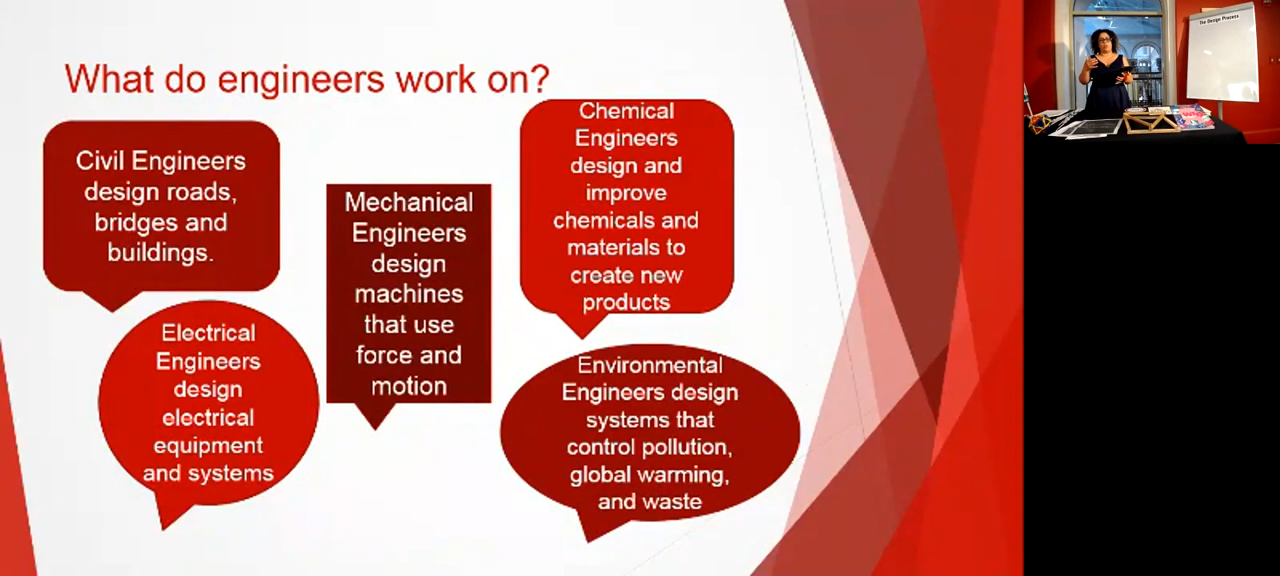 What do engineers work on?
Civil Engineers
design roads,
bridges and
buildings.
Electrical
Engineers
design
electrical
equipment
and systems
Mechanical
Engineers
design
machines
that use
force and
motion
Chemical
Engineers
design and
improve
chemicals and
materials to
create new
products
Environmental
Engineers design
systems that
control pollution,
global warming,
and waste
The Design Process